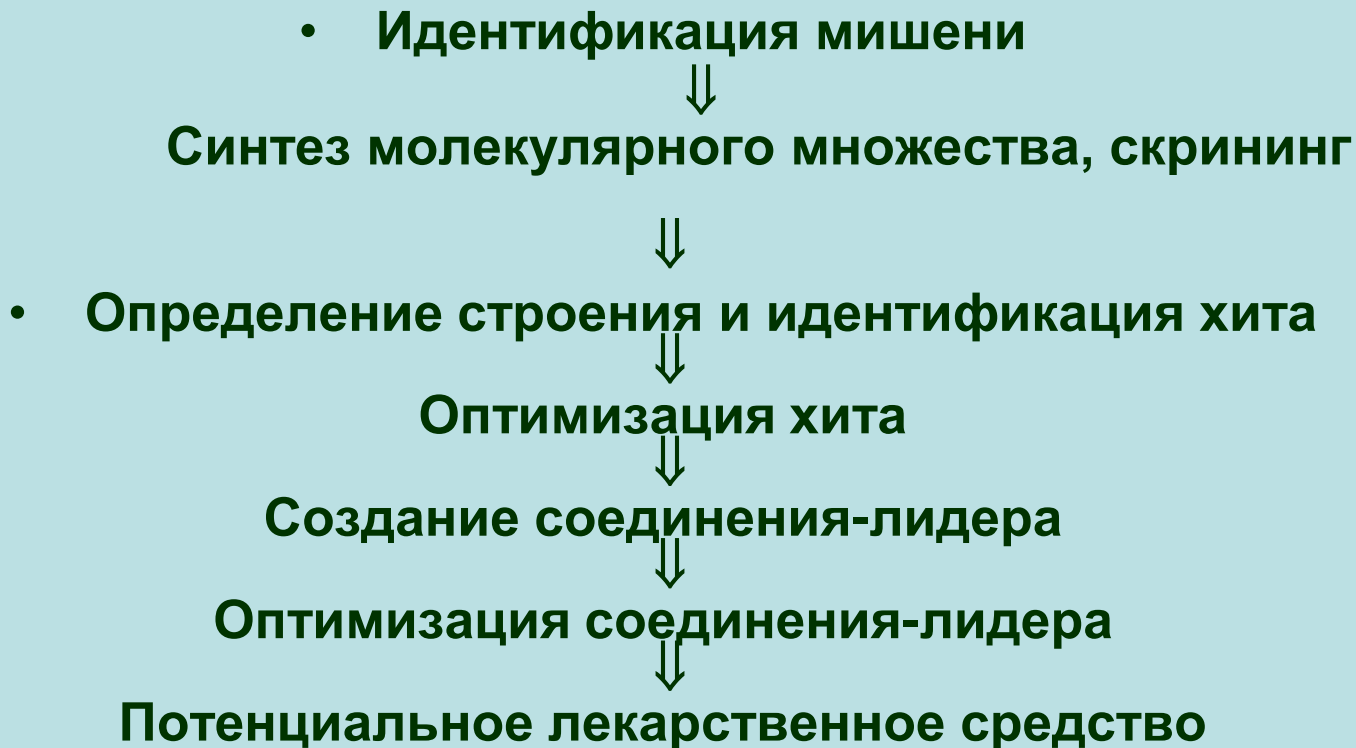 • Идентификация мишени
⇓
Синтез молекулярного множества, скрининг
⇓
• Определение строения и идентификация хита
⇓
Оптимизация хита
⇓
Создание соединения-лидера
⇓
Оптимизация соединения-лидера
⇓
Потенциальное лекарственное средство